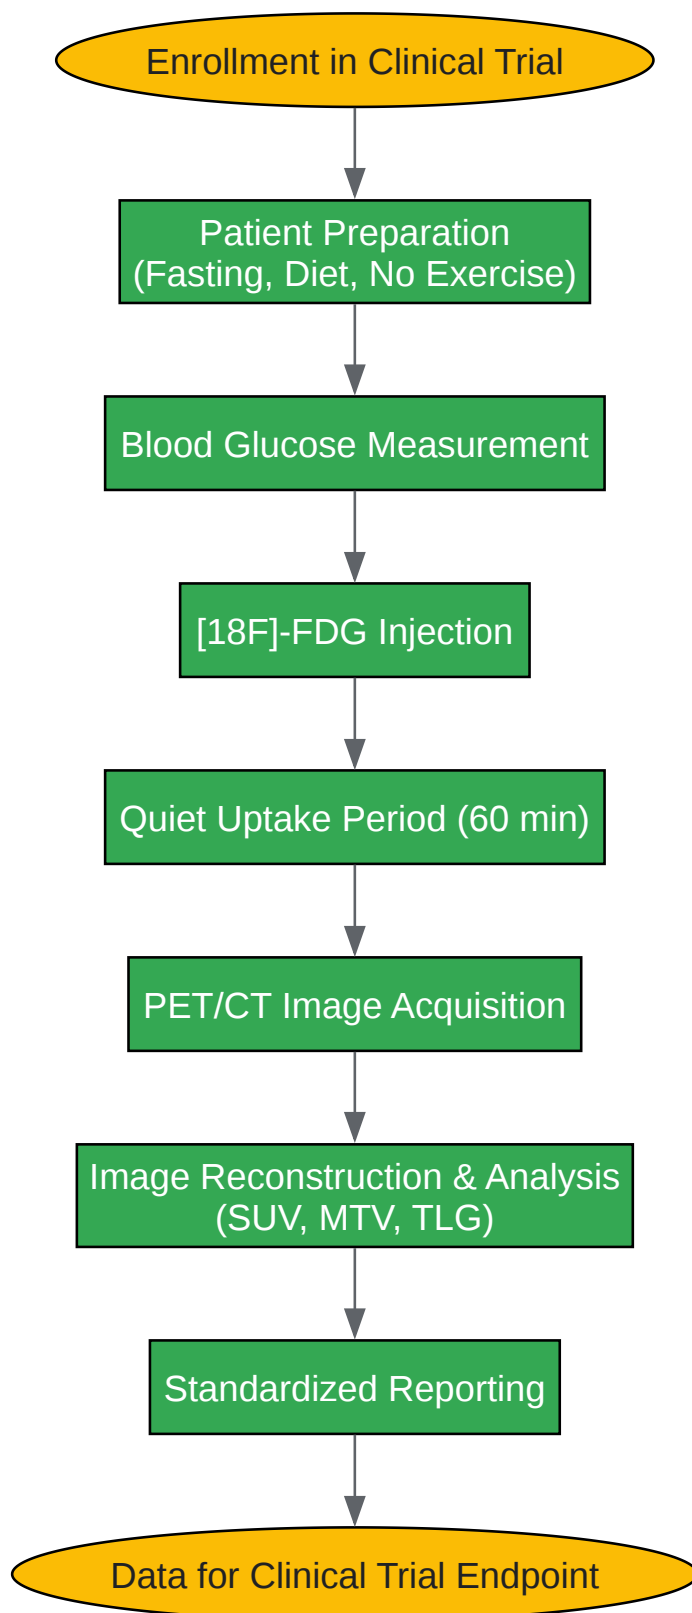 Enrollment in Clinical Trial
Patient Preparation
(Fasting, Diet, No Exercise)
Blood Glucose Measurement
[18F]-FDG Injection
Quiet Uptake Period (60 min)
PET/CT Image Acquisition
Image Reconstruction & Analysis
(SUV, MTV, TLG)
Standardized Reporting
Data for Clinical Trial Endpoint